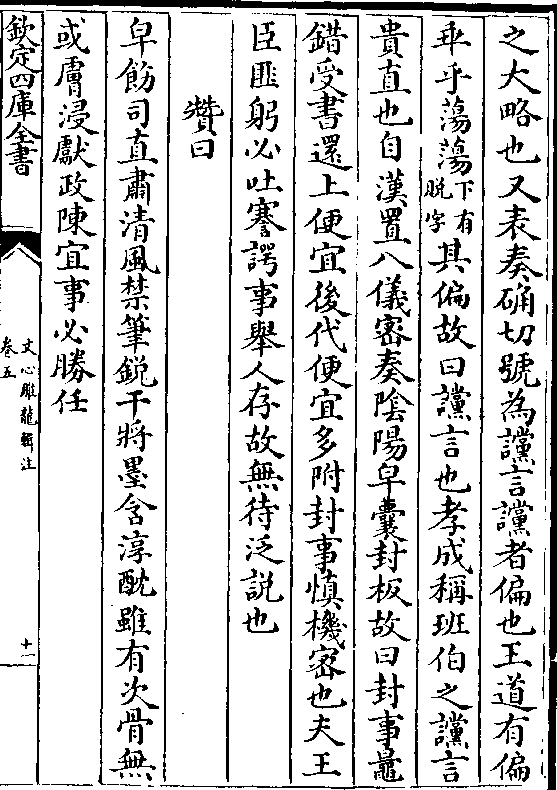 之大略也又表奏确切號為讜言讜者偏也王道有偏
乖乎蕩蕩下有脱字其偏故曰讜言也孝成稱班伯之讜言
貴直也自漢置八儀密奏陰陽皁囊封板故曰封事鼂
錯受書還上便宜後代便宜多附封事慎機密也夫王
臣匪躬必吐謇諤事舉人存故無待泛説也
贊曰
皁飭司直肅清風禁筆鋭干將墨含淳酖雖有次骨無
或膚浸獻政陳宜事必勝任
欽定四庫全書
文心雕龍輯注
卷五
十一